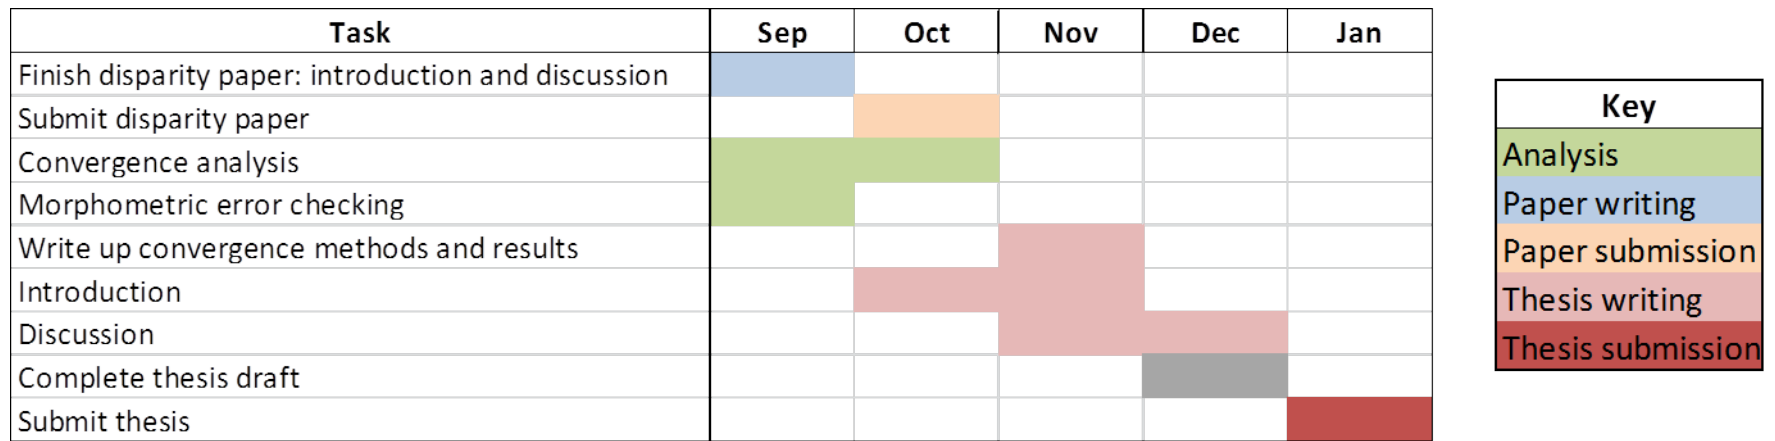 Task Sep Oct Nov Dec Jan
Finish disparity paper: introduction and discussion
Submit disparity paper
Convergence analysis
Morphometric error checking
Write up convergence methods and results
Introduction
Discussion
Complete thesis draft
Submit thesis
Key
Analysis
Paper writing
Paper submission
Thesis writing
Thesis submission